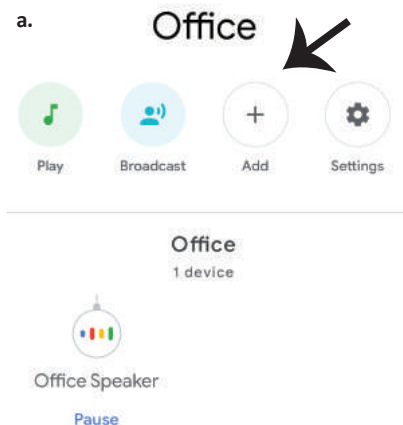 a.
Office
Play Broadcast Add Settings
Office
1 device
Office Speaker
Pause